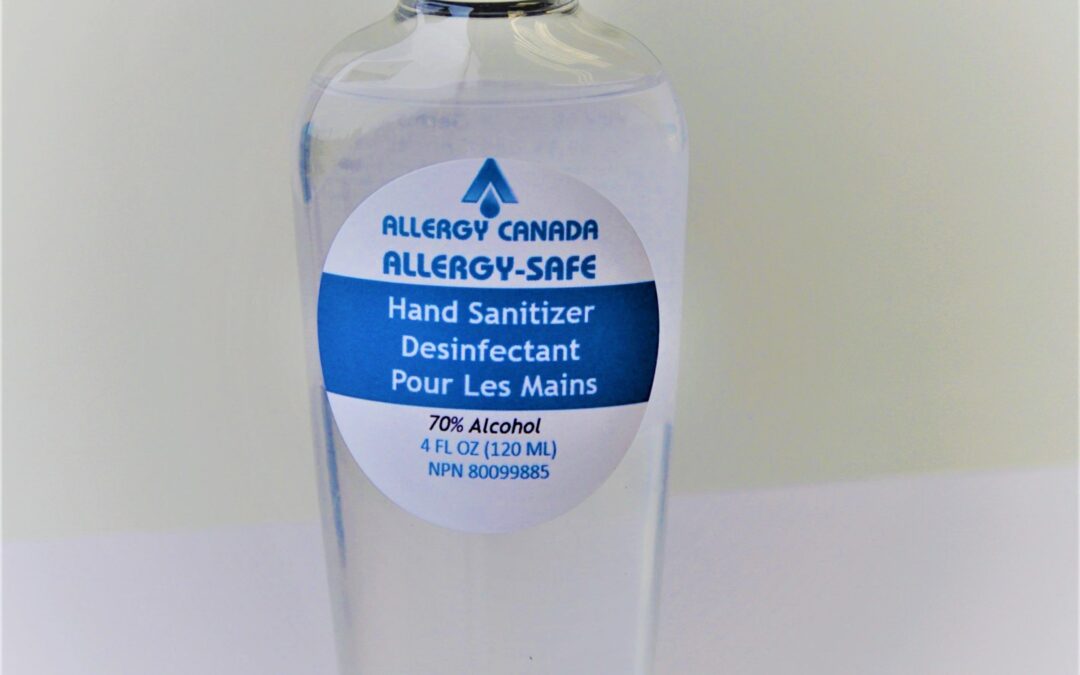 ALLERGY CANADA
ALLERGY-SAFE
Hand Sanitizer
Desinfectant
Pour Les Mains
70% Alcohol
4 FL OZ (120 ML)
NPN 80099885